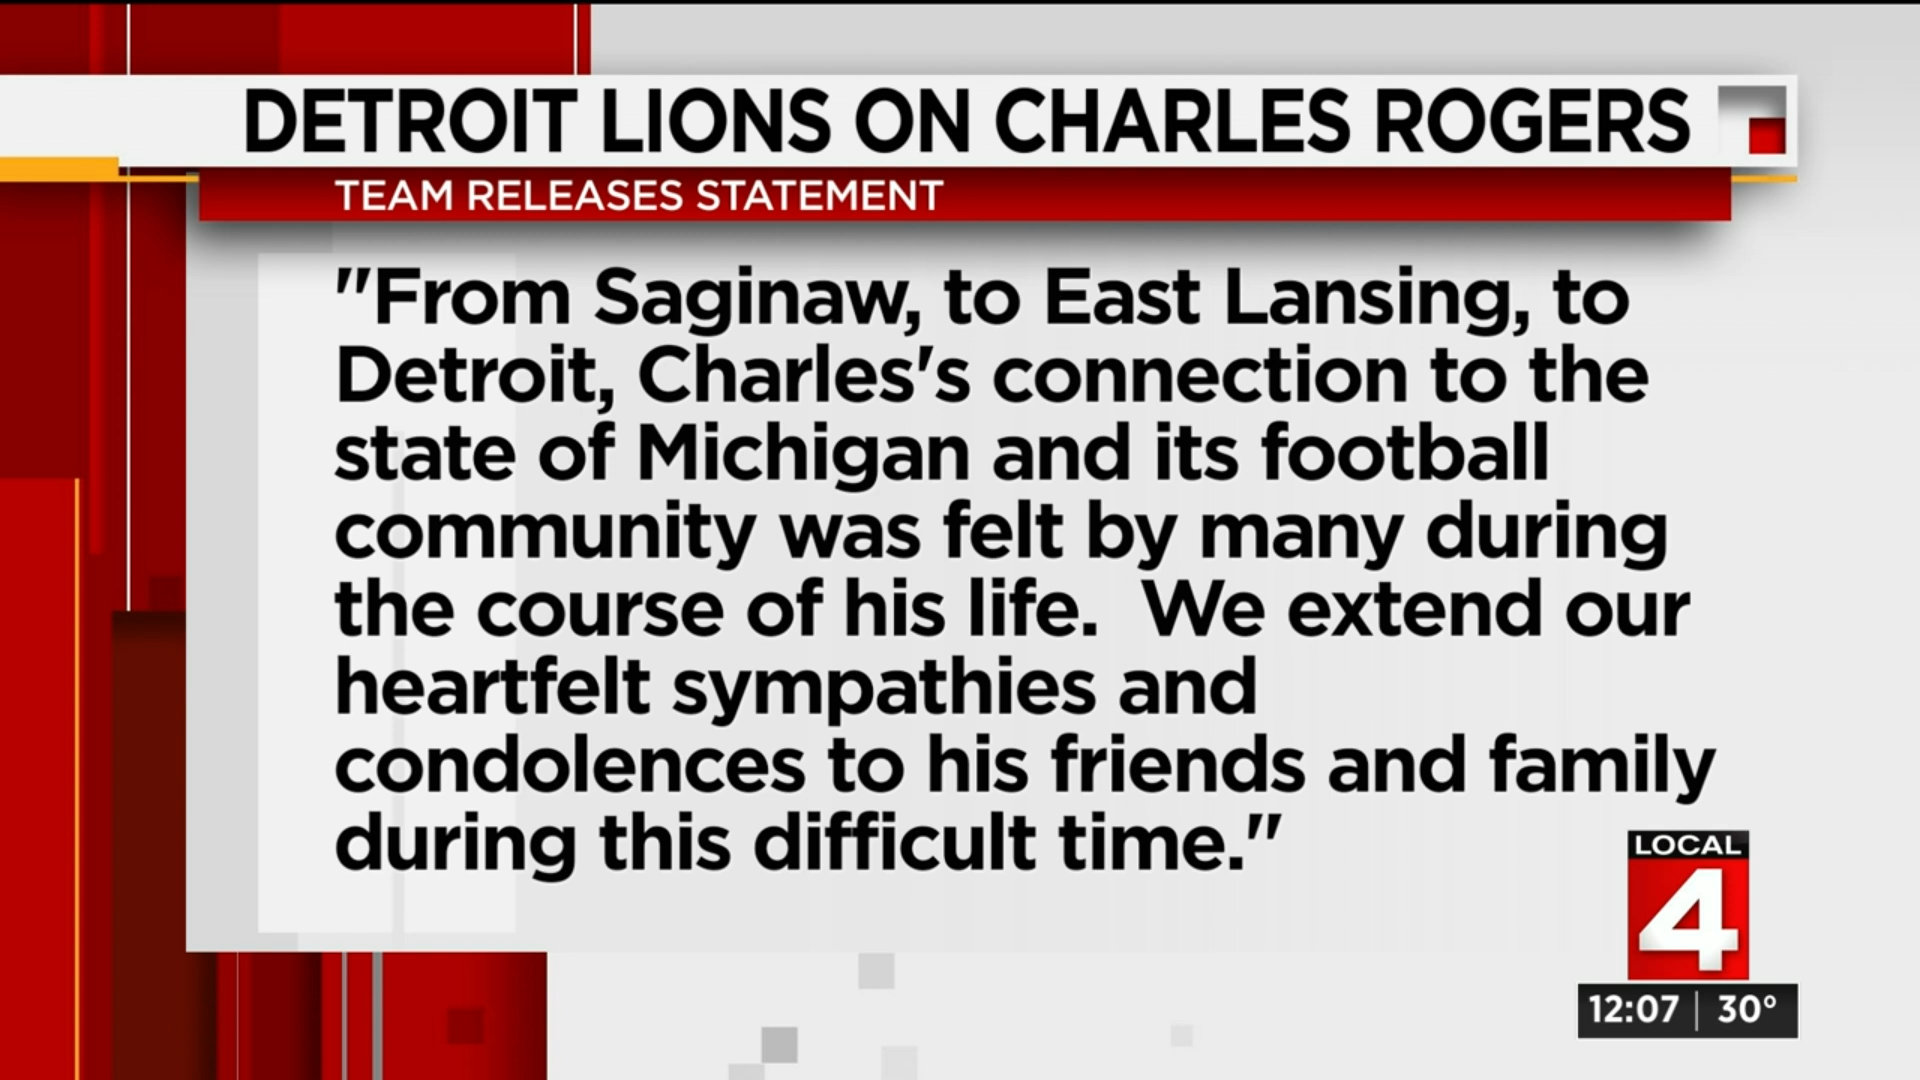 DETROIT LIONS ON CHARLES ROGERS
TEAM RELEASES STATEMENT
"From Saginaw, to East Lansing, to
Detroit, Charles's connection to the
state of Michigan and its football
community was felt by many during
the course of his life.  We extend our
heartfelt sympathies and
condolences to his friends and family
during this difficult time."
LOCAL
4
12:07 | 30°